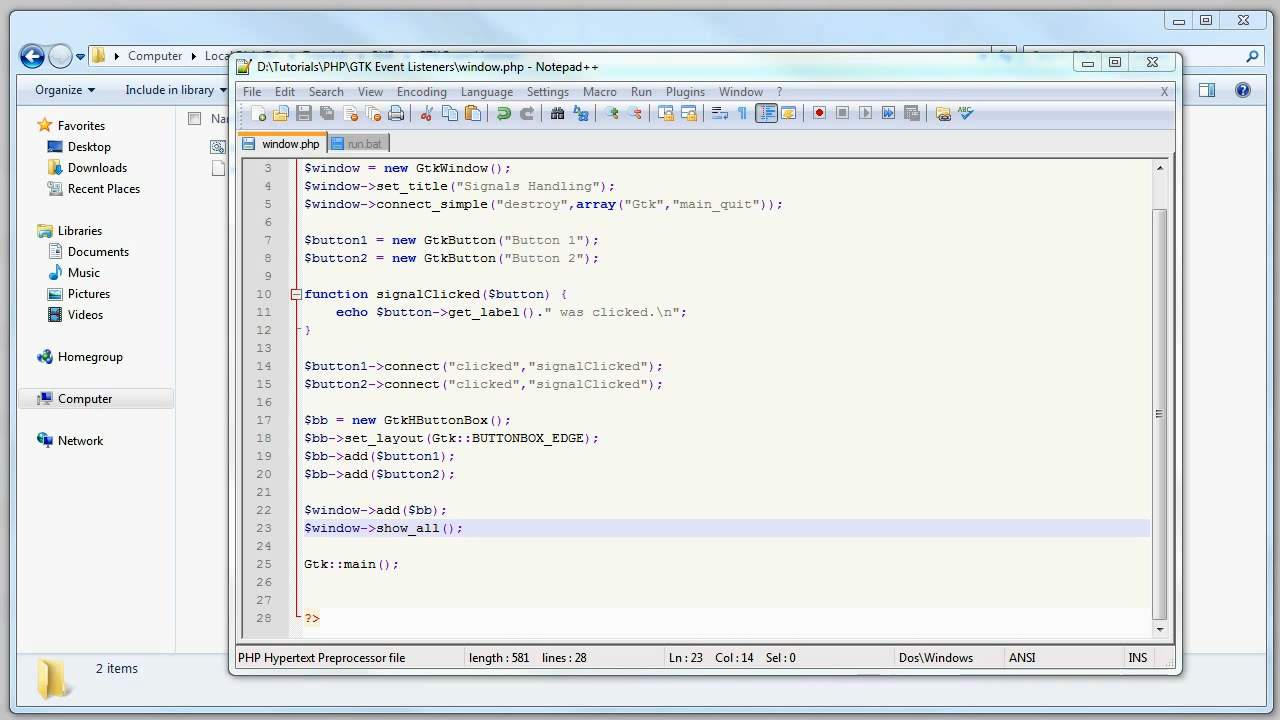 Computer
Loca
D:\Tutorials\PHP\GTK Event Listeners\window.php - Notepad++
Organize
Include in library
File Edit Search View Encoding Language Settings Macro Run Plugins Window ? X
Favorites
Desktop
Downloads
Recent Places
Libraries
Documents
Music
Pictures
Videos
Homegroup
Computer
Network
Na
window.php
run.bat
3 $window = new GtkWindow();
4 $window->set_title("Signals Handling");
5 $window->connect_simple("destroy",array("Gtk","main_quit"));
6
7 $button1 = new GtkButton("Button 1");
8 $button2 = new GtkButton("Button 2");
9
10 function signalClicked($button) {
11 echo $button->get_label()." was clicked.\n";
12 }
13
14 $button1->connect("clicked","signalClicked");
15 $button2->connect("clicked","signalClicked");
16
17 $bb = new GtkHButtonBox();
18 $bb->set_layout(Gtk::BUTTONBOX_EDGE);
19 $bb->add($button1);
20 $bb->add($button2);
21
22 $window->add($bb);
23 $window->show_all();
24
25 Gtk::main();
26
27
28 ?>
PHP Hypertext Preprocessor file
length : 581 lines : 28
Ln : 23 Col : 14 Sel : 0
Dos\Windows
ANSI
INS
2 items